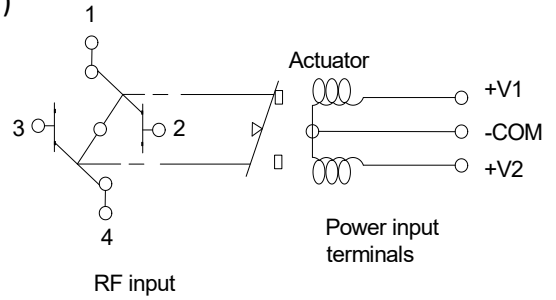 )
1
Actuator
+V1
3
2
-COM
+V2
4
Power input
terminals
RF input